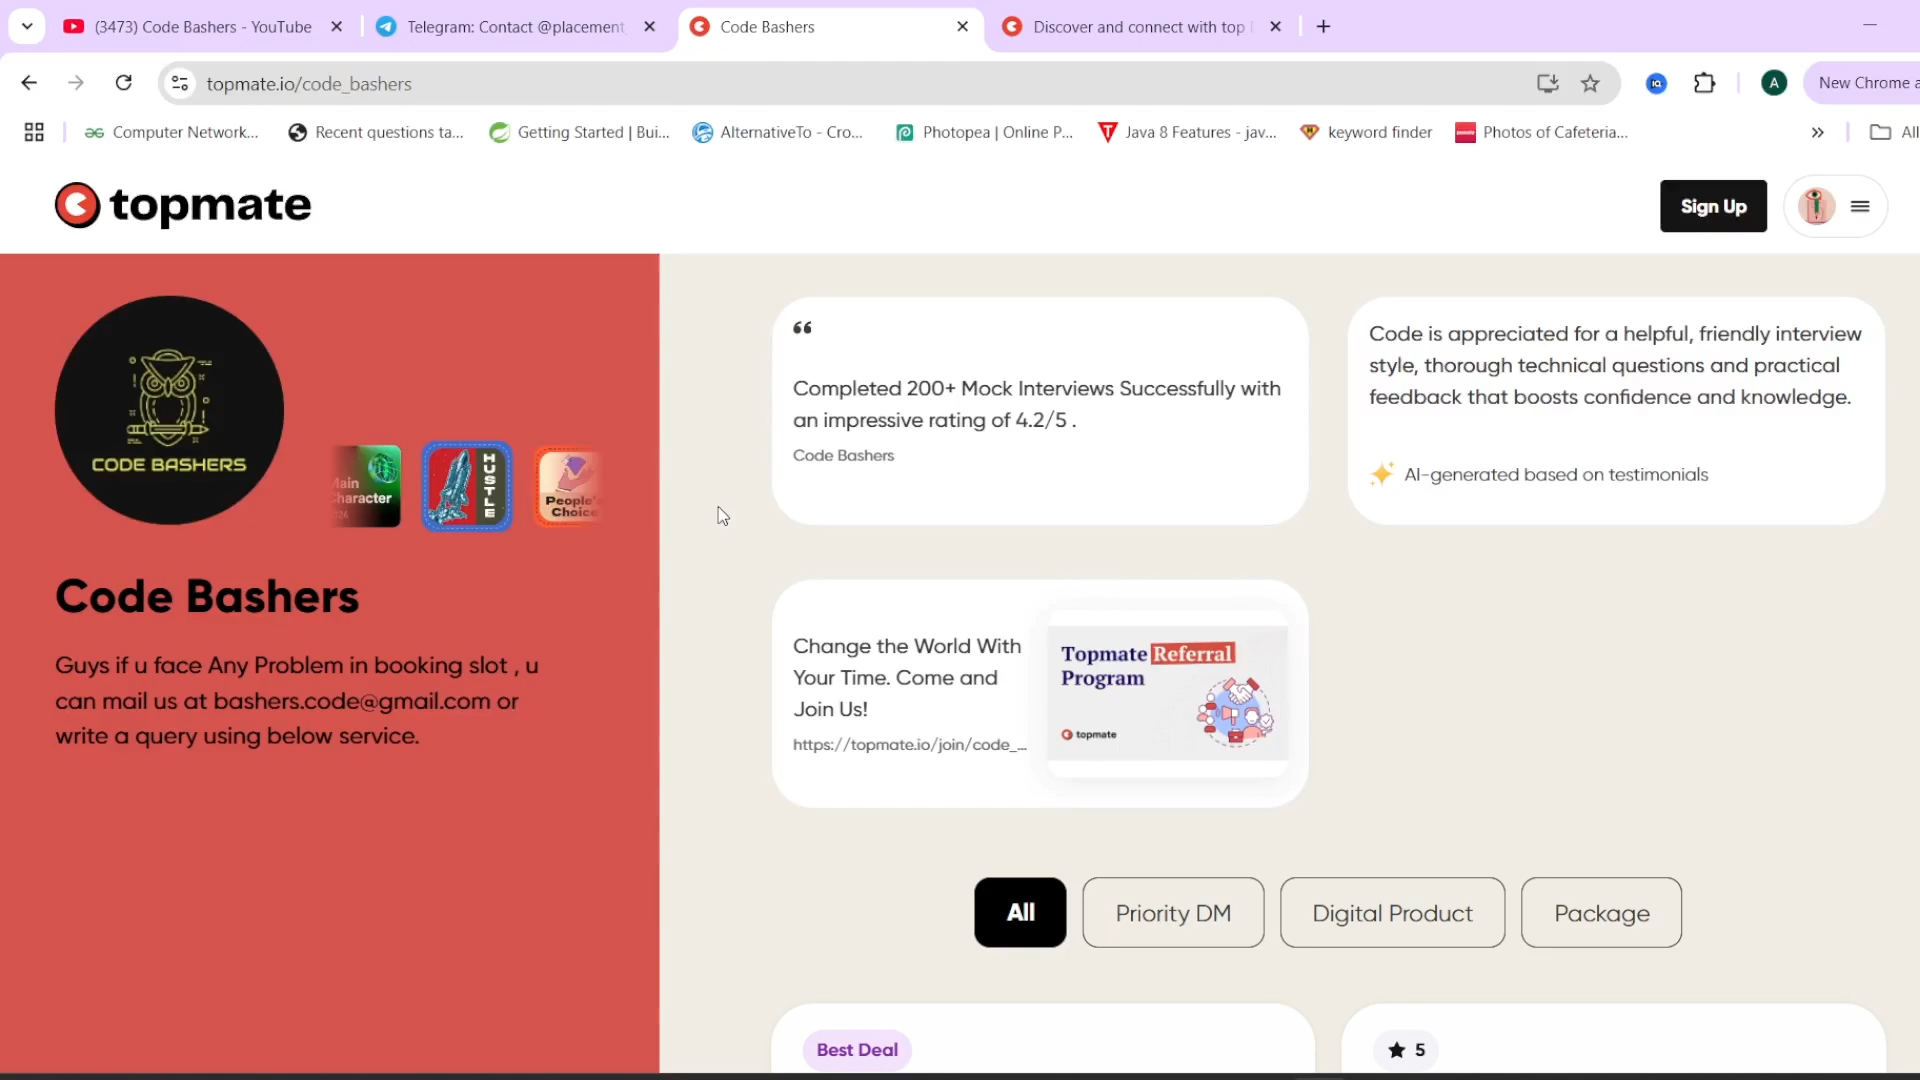 (3473) Code Bashers - YouTube
Telegram: Contact @placement
Code Bashers
Discover and connect with top
topmate.io/code_bashers
A
New Chrome a
Computer Network...
Recent questions ta...
Getting Started | Bui...
AlternativeTo - Cro...
Photopea | Online P...
Java 8 Features - jav...
keyword finder
Photos of Cafeteria...
»
All
topmate
Sign Up
CODE BASHERS
Main
Character
HUSTLE
People's
Choice
Code Bashers
Guys if u face Any Problem in booking slot , u
can mail us at bashers.code@gmail.com or
write a query using below service.
“
Completed 200+ Mock Interviews Successfully with
an impressive rating of 4.2/5 .
Code Bashers
Code is appreciated for a helpful, friendly interview
style, thorough technical questions and practical
feedback that boosts confidence and knowledge.
AI-generated based on testimonials
Change the World With
Your Time. Come and
Join Us!
https://topmate.io/join/code_...
Topmate Referral
Program
topmate
All
Priority DM
Digital Product
Package
Best Deal
5